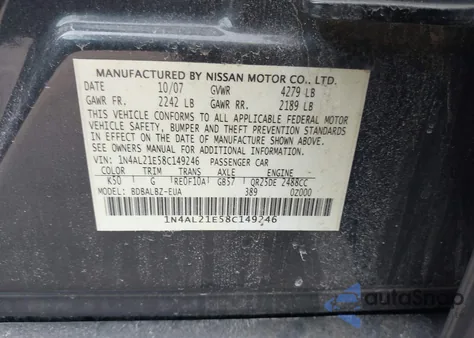 MANUFACTURED BY NISSAN MOTOR CO., LTD.
DATE 10/07 GVWR 4279 LB
GAWR FR. 2242 LB GAWR RR. 2189 LB
THIS VEHICLE CONFORMS TO ALL APPLICABLE FEDERAL MOTOR
VEHICLE SAFETY, BUMPER AND THEFT PREVENTION STANDARDS
IN EFFECT ON THE DATE OF MANUFACTURE SHOWN ABOVE.
SEE OWNERS MANUAL FOR ADDITIONAL INFORMATION
VIN: 1N4AL21E58C149246 PASSENGER CAR
COLOR TRIM TRANS AXLE ENGINE
K50 G RE0F10A GB57 QR25DE 2488CC
MODEL: BDBALBZ-EUA 389 0Z000
1N4AL21E58C149246
autoSnap